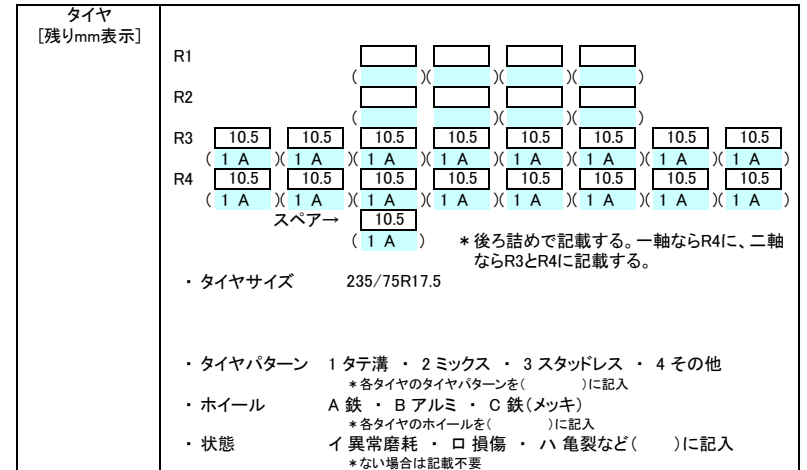 タイヤ
[残りmm表示]
R1
( )( )( )( )
R2
( )( )( )( )
R3 10.5 10.5 10.5 10.5 10.5 10.5 10.5 10.5
( 1 A )( 1 A )( 1 A )( 1 A )( 1 A )( 1 A )( 1 A )( 1 A )
R4 10.5 10.5 10.5 10.5 10.5 10.5 10.5 10.5
( 1 A )( 1 A )( 1 A )( 1 A )( 1 A )( 1 A )( 1 A )( 1 A )
スペア→ 10.5
( 1 A )
*後ろ詰めで記載する。一軸ならR4に、二軸
ならR3とR4に記載する。
・タイヤサイズ 235/75R17.5
・タイヤパターン 1 タテ溝 ・ 2 ミックス ・ 3 スタッドレス ・ 4 その他
*各タイヤのタイヤパターンを( )に記入
・ホイール A 鉄 ・ B アルミ ・ C 鉄(メッキ)
*各タイヤのホイールを( )に記入
・状態 イ 異常磨耗 ・ ロ 損傷 ・ ハ 亀裂など( )に記入
*ない場合は記載不要